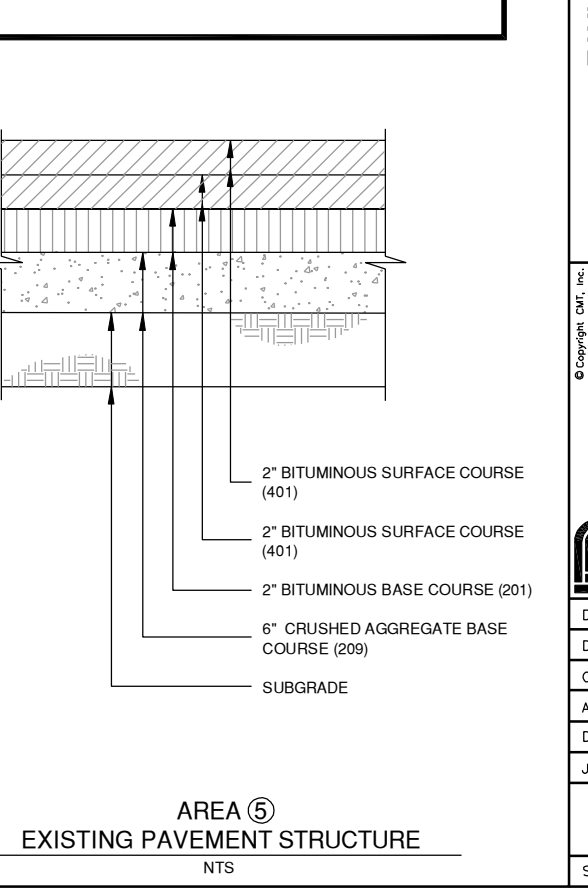 © Copyright CMT, Inc.
2" BITUMINOUS SURFACE COURSE
(401)
2" BITUMINOUS SURFACE COURSE
(401)
2" BITUMINOUS BASE COURSE (201)
6" CRUSHED AGGREGATE BASE
COURSE (209)
SUBGRADE
AREA 5
EXISTING PAVEMENT STRUCTURE
NTS